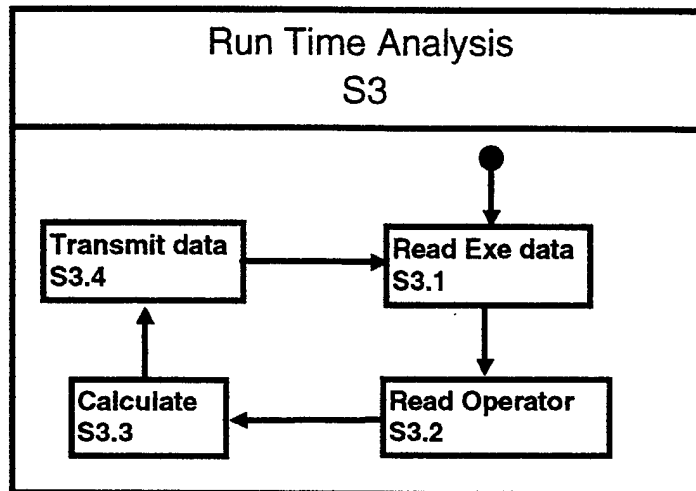 Run Time Analysis
S3
Transmit data
S3.4
Read Exe data
S3.1
Calculate
S3.3
Read Operator
S3.2